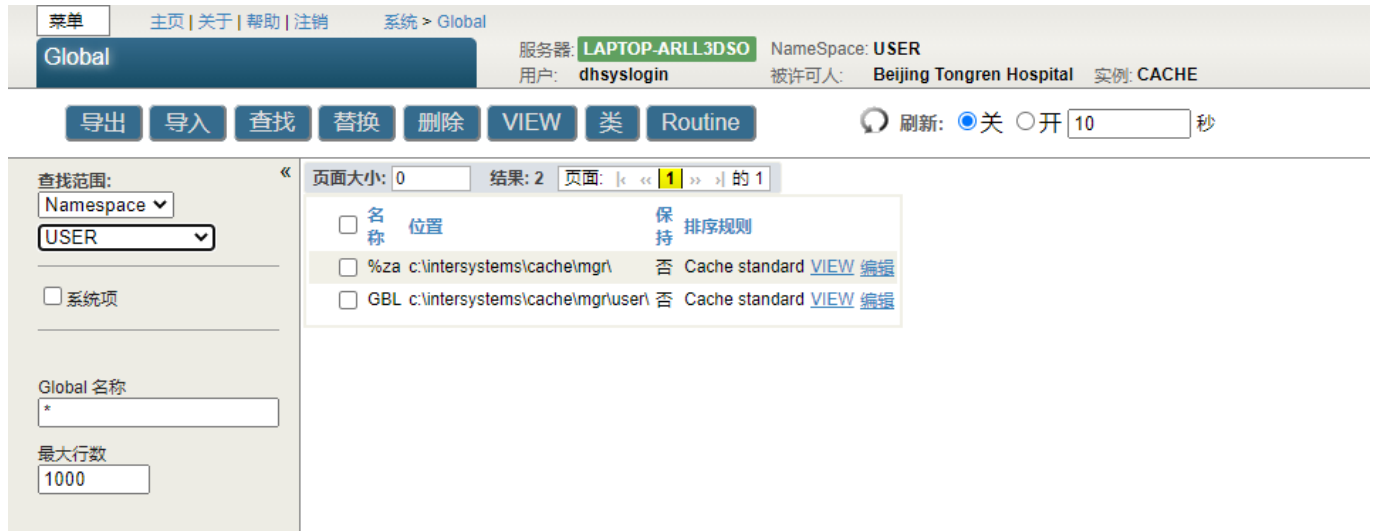 菜单 主页 | 关于 | 帮助 | 注销 系统 > Global
Global
服务器: LAPTOP-ARLL3DSO NameSpace: USER
用户: dhsyslogin 被许可人: Beijing Tongren Hospital 实例: CACHE
导出 导入 查找 替换 删除 VIEW 类 Routine 刷新: 关 开 10 秒
查找范围: «
Namespace
USER
系统项
Global 名称
*
最大行数
1000
页面大小: 0 结果: 2 页面: |‹ ‹‹ 1 ›› ›| 的 1
名称 位置 保持 排序规则
%za c:\intersystems\cache\mgr\ 否 Cache standard VIEW 编辑
GBL c:\intersystems\cache\mgr\user\ 否 Cache standard VIEW 编辑